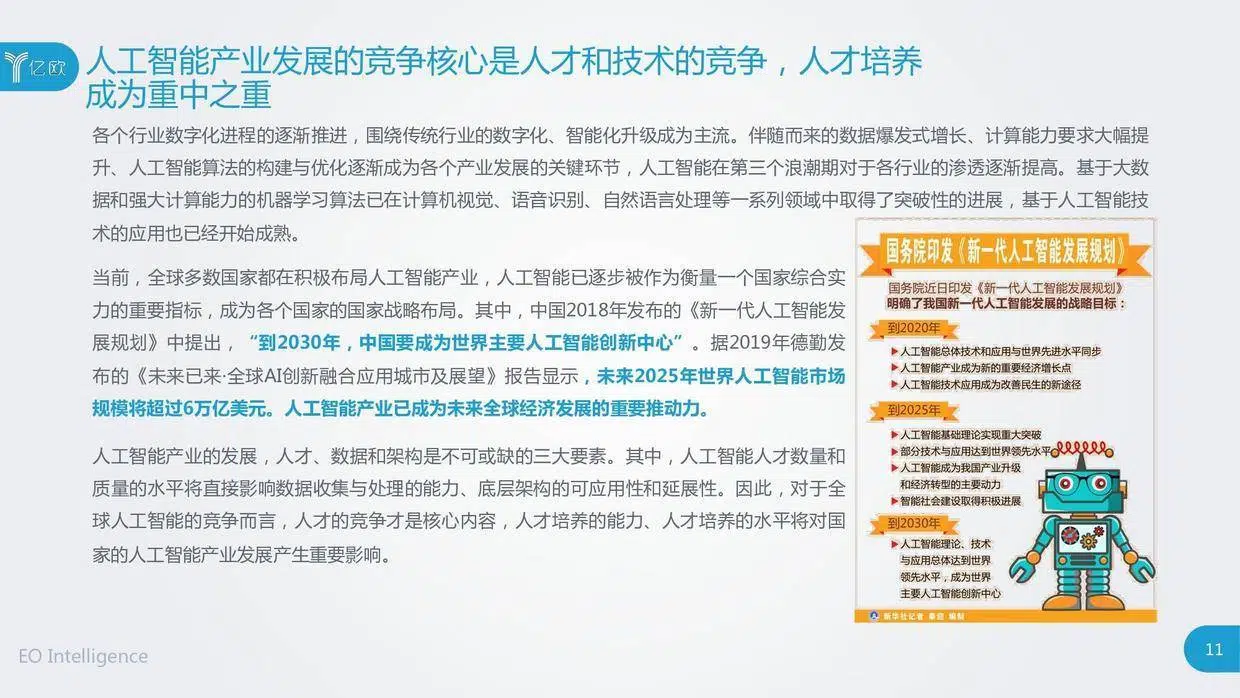 亿欧
人工智能产业发展的竞争核心是人才和技术的竞争，人才培养
成为重中之重
各个行业数字化进程的逐渐推进，围绕传统行业的数字化、智能化升级成为主流。伴随而来的数据爆发式增长、计算能力要求大幅提
升、人工智能算法的构建与优化逐渐成为各个产业发展的关键环节，人工智能在第三个浪潮期对于各行业的渗透逐渐提高。基于大数
据和强大计算能力的机器学习算法已在计算机视觉、语音识别、自然语言处理等一系列领域中取得了突破性的进展，基于人工智能技
术的应用也已经开始成熟。
当前，全球多数国家都在积极布局人工智能产业，人工智能已逐步被作为衡量一个国家综合实
力的重要指标，成为各个国家的国家战略布局。其中，中国2018年发布的《新一代人工智能发
展规划》中提出，“到2030年，中国要成为世界主要人工智能创新中心”。据2019年德勤发
布的《未来已来·全球AI创新融合应用城市及展望》报告显示，未来2025年世界人工智能市场
规模将超过6万亿美元。人工智能产业已成为未来全球经济发展的重要推动力。
人工智能产业的发展，人才、数据和架构是不可或缺的三大要素。其中，人工智能人才数量和
质量的水平将直接影响数据收集与处理的能力、底层架构的可应用性和延展性。因此，对于全
球人工智能的竞争而言，人才的竞争才是核心内容，人才培养的能力、人才培养的水平将对国
家的人工智能产业发展产生重要影响。
国务院印发《新一代人工智能发展规划》
国务院近日印发《新一代人工智能发展规划》
明确了我国新一代人工智能发展的战略目标：
到2020年
人工智能总体技术和应用与世界先进水平同步
人工智能产业成为新的重要经济增长点
人工智能技术应用成为改善民生的新途径
到2025年
人工智能基础理论实现重大突破
部分技术与应用达到世界领先水平
人工智能成为我国产业升级
和经济转型的主要动力
智能社会建设取得积极进展
到2030年
人工智能理论、技术
与应用总体达到世界
领先水平，成为世界
主要人工智能创新中心
新华社记者 秦迎 编制
EO Intelligence
11